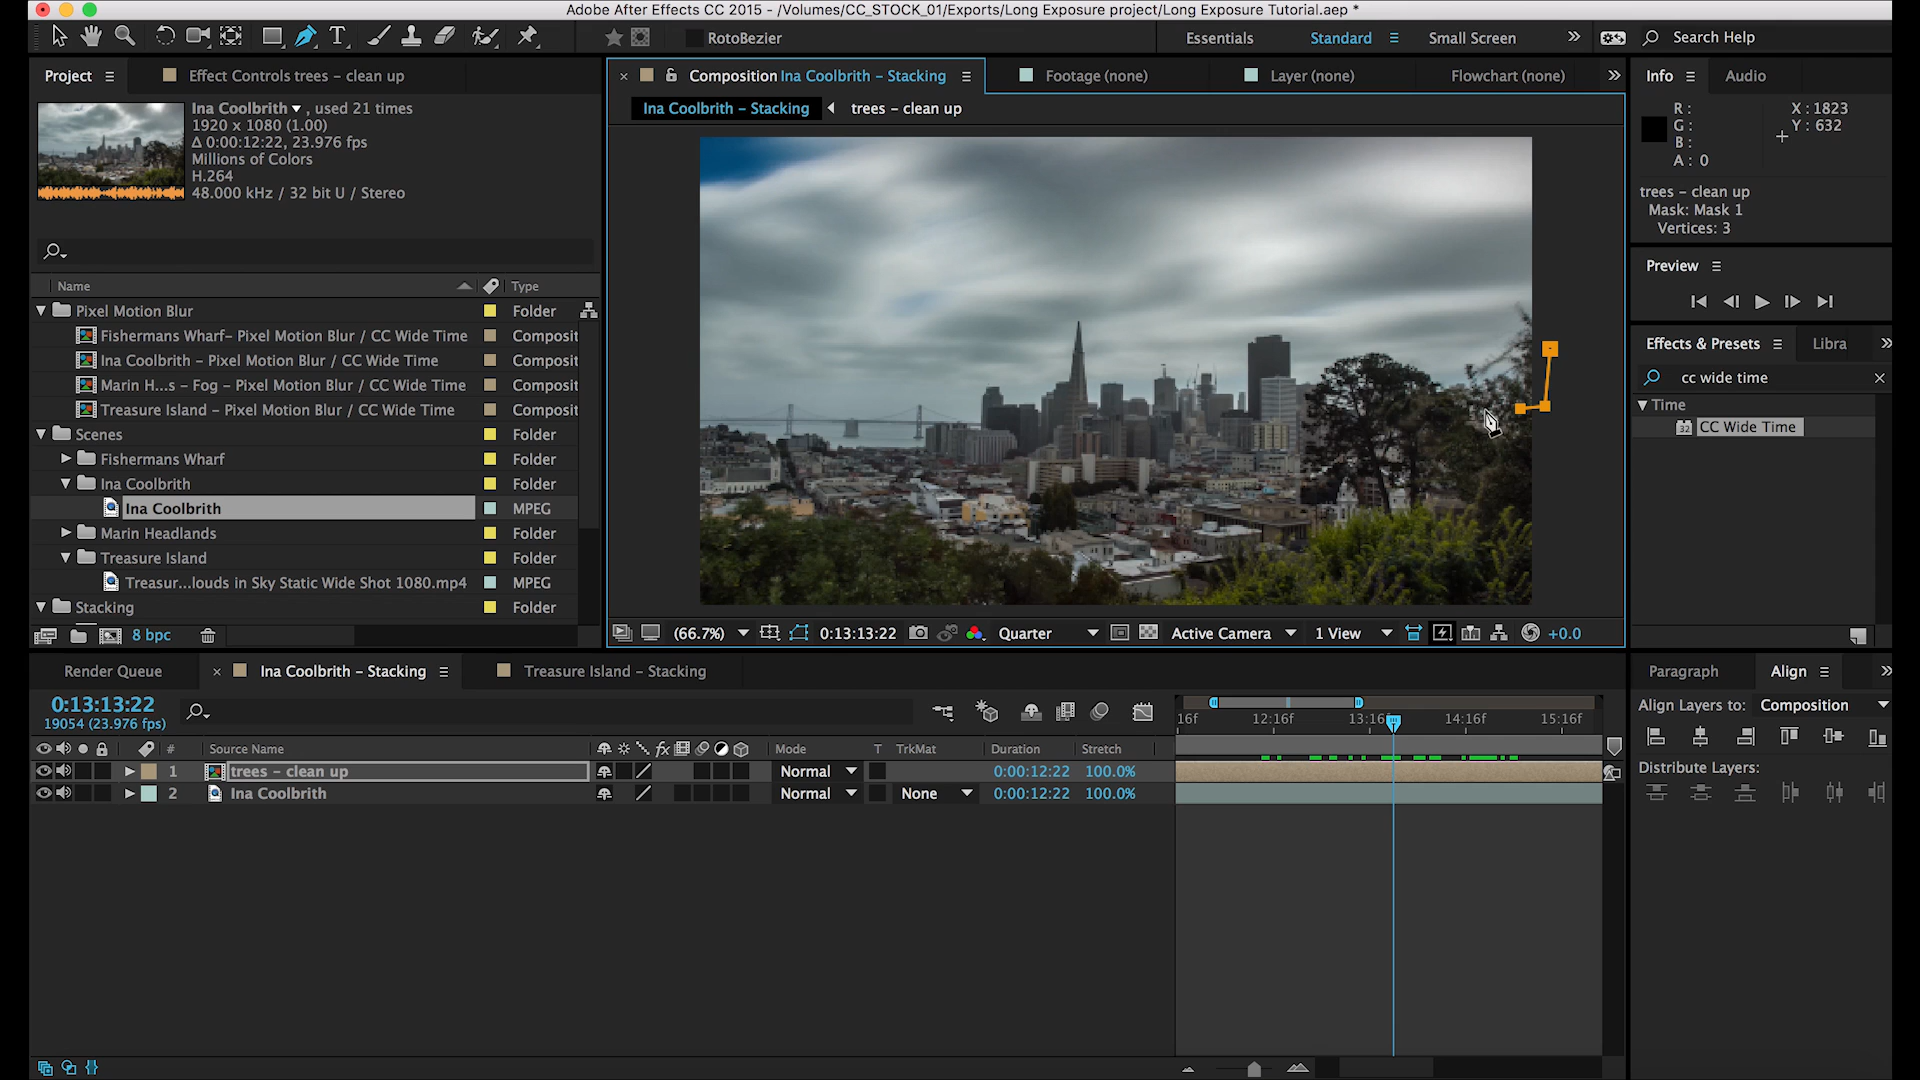 Adobe After Effects CC 2015 - /Volumes/CC_STOCK_01/Exports/Long Exposure project/Long Exposure Tutorial.aep *
RotoBezier
Essentials
Standard
Small Screen
Search Help
Project
Effect Controls trees – clean up
Composition Ina Coolbrith – Stacking
Footage (none)
Layer (none)
Flowchart (none)
Info
Audio
Ina Coolbrith, used 21 times
1920 x 1080 (1.00)
Δ 0:00:12:22, 23.976 fps
Millions of Colors
H.264
48.000 kHz / 32 bit U / Stereo
Ina Coolbrith – Stacking
trees – clean up
R :
G :
B :
A : 0
X : 1823
Y : 632
trees – clean up
Mask: Mask 1
Vertices: 3
Preview
Effects & Presets
Libra
cc wide time
Time
32
CC Wide Time
Name
Type
Pixel Motion Blur
Folder
Fishermans Wharf– Pixel Motion Blur / CC Wide Time
Composit
Ina Coolbrith – Pixel Motion Blur / CC Wide Time
Composit
Marin H...s – Fog – Pixel Motion Blur / CC Wide Time
Composit
Treasure Island – Pixel Motion Blur / CC Wide Time
Composit
Scenes
Folder
Fishermans Wharf
Folder
Ina Coolbrith
Folder
Ina Coolbrith
MPEG
Marin Headlands
Folder
Treasure Island
Folder
Treasur...louds in Sky Static Wide Shot 1080.mp4
MPEG
Stacking
Folder
8 bpc
(66.7%)
0:13:13:22
Quarter
Active Camera
1 View
+0.0
Render Queue
Ina Coolbrith – Stacking
Treasure Island – Stacking
Paragraph
Align
0:13:13:22
19054 (23.976 fps)
16f
12:16f
13:16f
14:16f
15:16f
Align Layers to:
Composition
Distribute Layers:
#
Source Name
fx
Mode
T
TrkMat
Duration
Stretch
1
trees – clean up
Normal
0:00:12:22
100.0%
2
Ina Coolbrith
Normal
None
0:00:12:22
100.0%